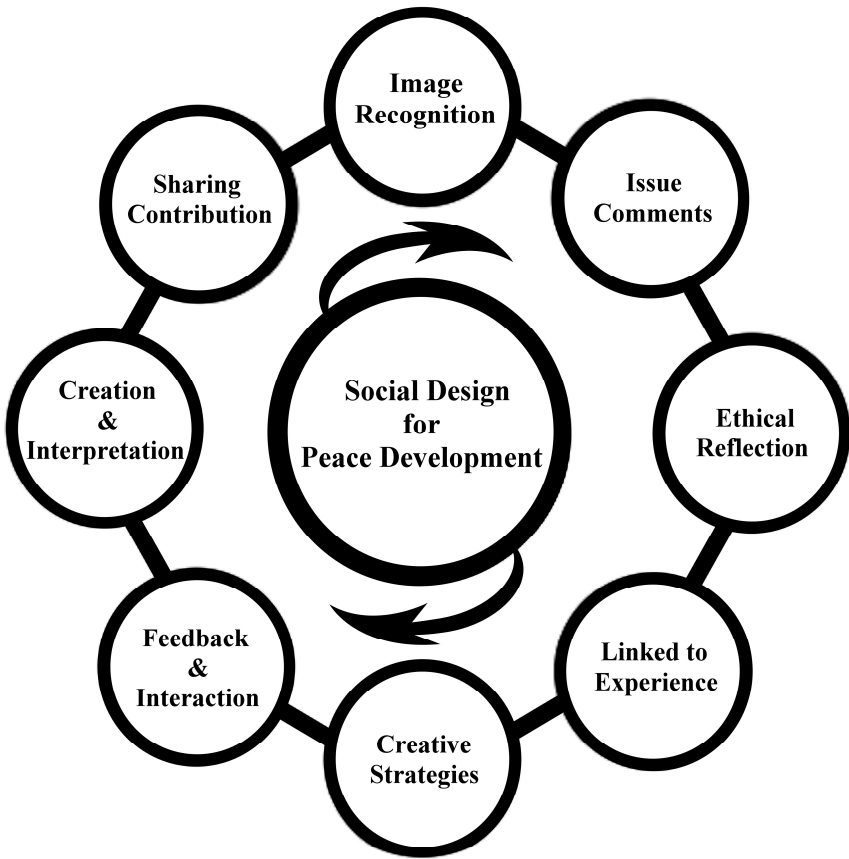 Image
Recognition
Issue
Comments
Ethical
Reflection
Linked to
Experience
Creative
Strategies
Feedback
&
Interaction
Creation
&
Interpretation
Sharing
Contribution
Social Design
for
Peace Development